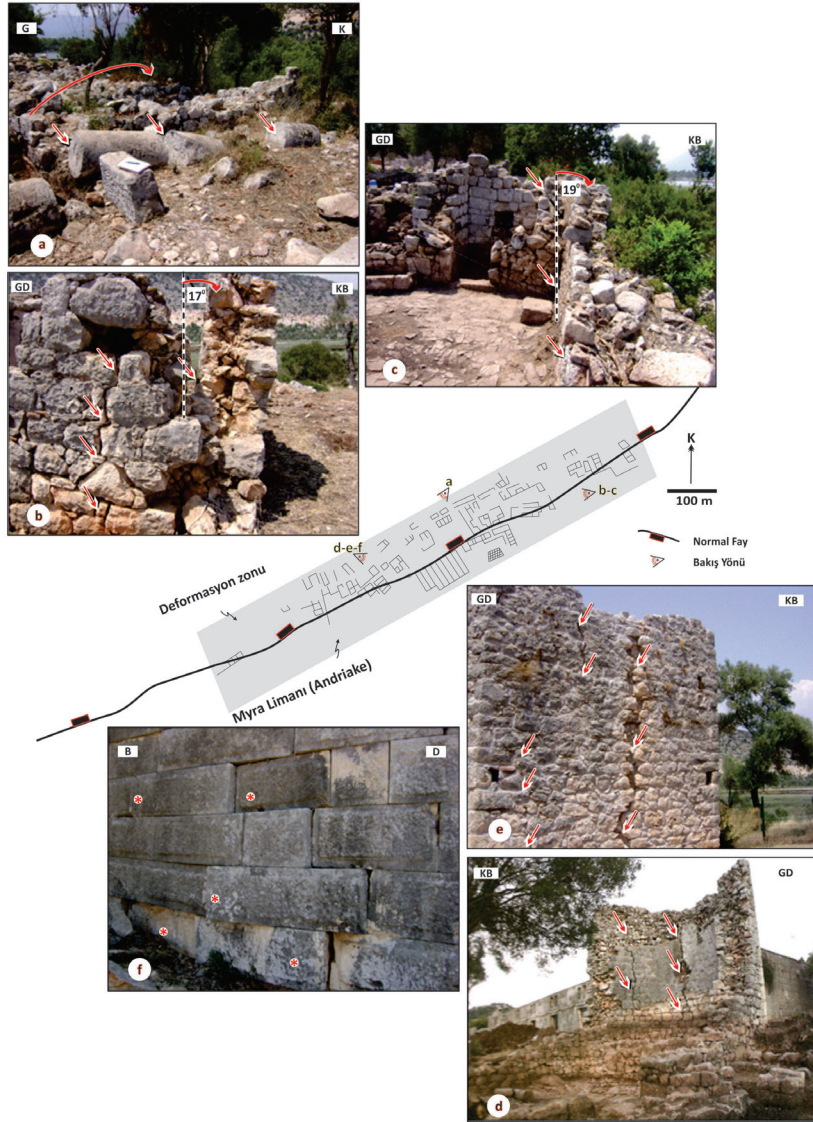 G K
a
GD KB
19°
c
GD KB
17°
b
K
100 m
a
b-c
d-e-f
Normal Fay
Bakış Yönü
Deformasyon zonu
Myra Limanı (Andriake)
GD KB
e
B D
f
KB GD
d